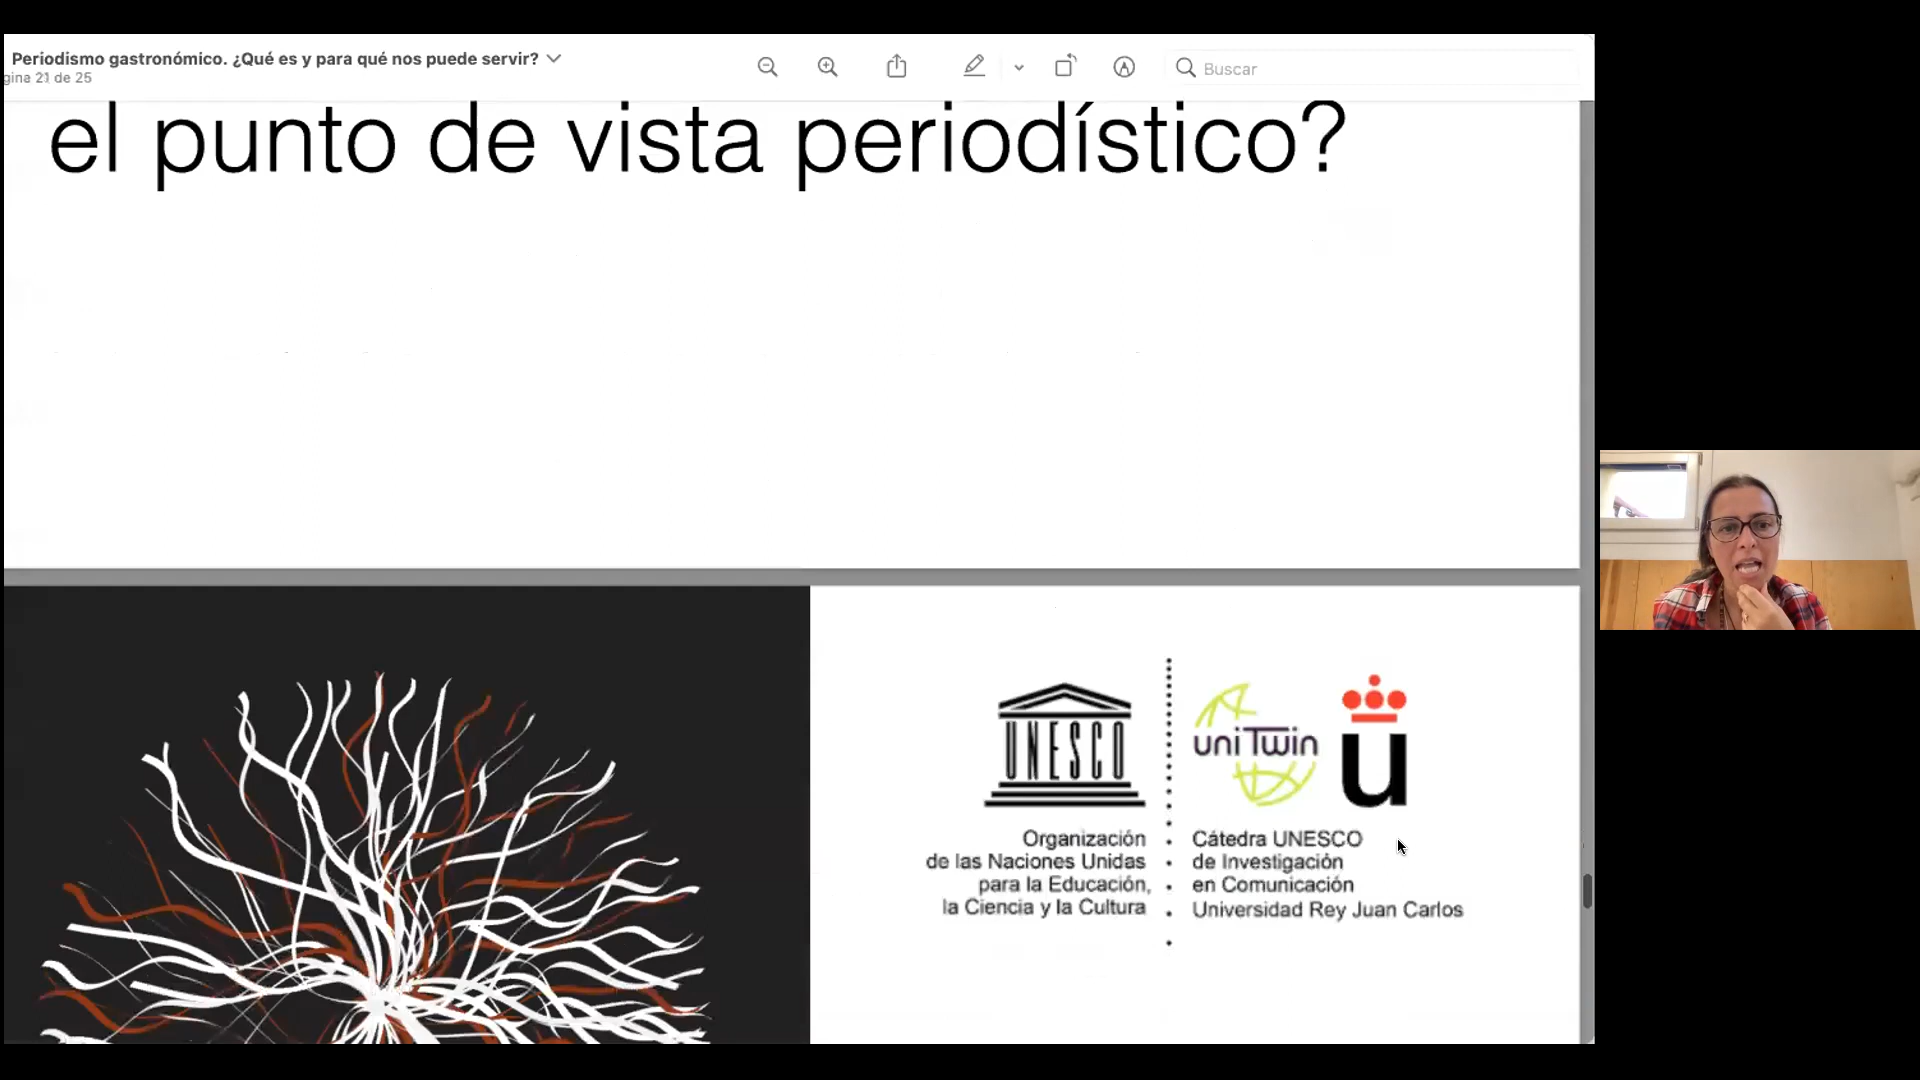 Periodismo gastronómico. ¿Qué es y para qué nos puede servir?
gina 21 de 25
Buscar
el punto de vista periodístico?
UNESCO
Organización
de las Naciones Unidas
para la Educación,
la Ciencia y la Cultura
uniTwin
u
Cátedra UNESCO
de Investigación
en Comunicación
Universidad Rey Juan Carlos